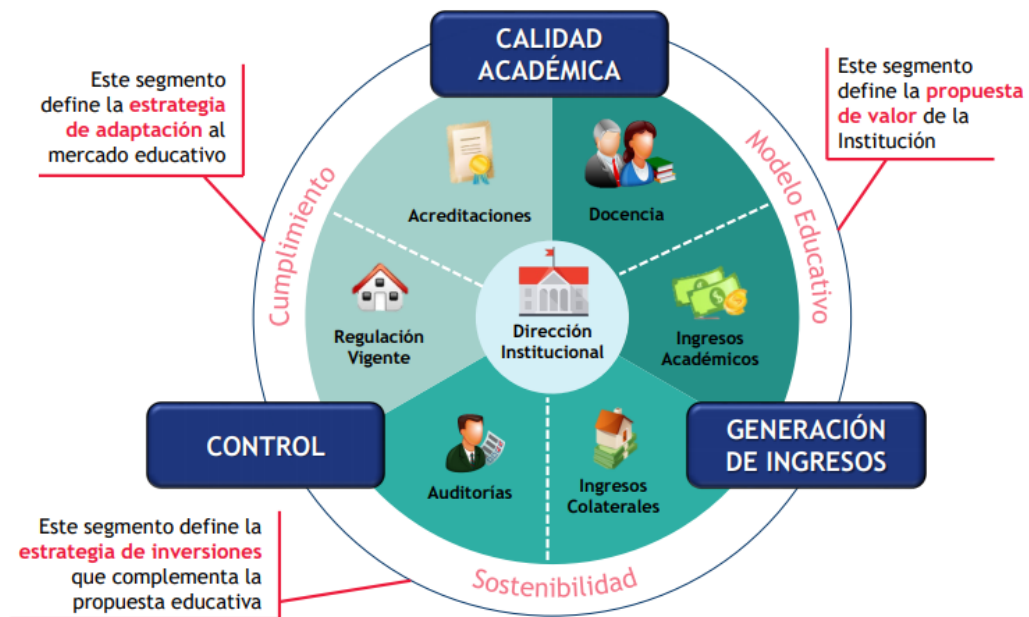 CALIDAD
ACADÉMICA
Este segmento
define la estrategia
de adaptación al
mercado educativo
Este segmento
define la propuesta
de valor de la
Institución
Cumplimiento
Modelo Educativo
Acreditaciones
Docencia
Regulación
Vigente
Dirección
Institucional
Ingresos
Académicos
CONTROL
GENERACIÓN
DE INGRESOS
Auditorías
Ingresos
Colaterales
Este segmento define la
estrategia de inversiones
que complementa la
propuesta educativa
Sostenibilidad